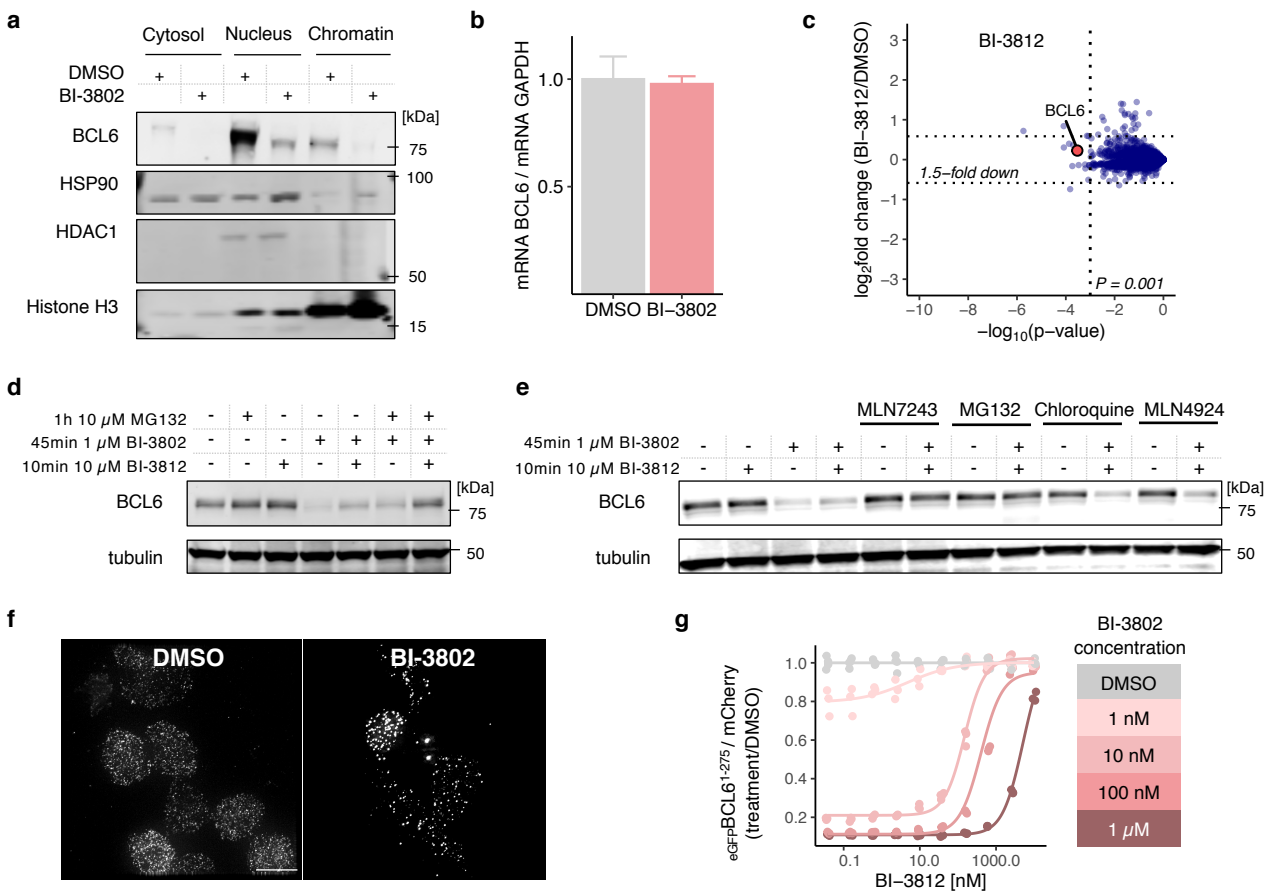 a
Cytosol Nucleus Chromatin
DMSO + + +
BI-3802 + + +
[kDa]
BCL6 75
HSP90 100
HDAC1
50
Histone H3 15
b
mRNA BCL6 / mRNA GAPDH
1.0
0.5
DMSO BI−3802
c
log2fold change (BI-3812/DMSO)
BI-3812
BCL6
1.5−fold down
P = 0.001
3
2
1
0
−1
−2
−3
−10 −8 −6 −4 −2 0
−log10(p−value)
d
1h 10 µM MG132 - + - - - + +
45min 1 µM BI-3802 - - - + + + +
10min 10 µM BI-3812 - - + - + - +
[kDa]
BCL6 75
tubulin 50
e
MLN7243 MG132 Chloroquine MLN4924
45min 1 µM BI-3802 - - + + - + - + - + - +
10min 10 µM BI-3812 - + - + - + - + - + - +
[kDa]
BCL6 75
tubulin 50
f
DMSO BI-3802
g
eGFPBCL61-275 / mCherry
(treatment/DMSO)
1.0
0.8
0.6
0.4
0.2
0.1 10.0 1000.0
BI−3812 [nM]
BI-3802
concentration
DMSO
1 nM
10 nM
100 nM
1 µM